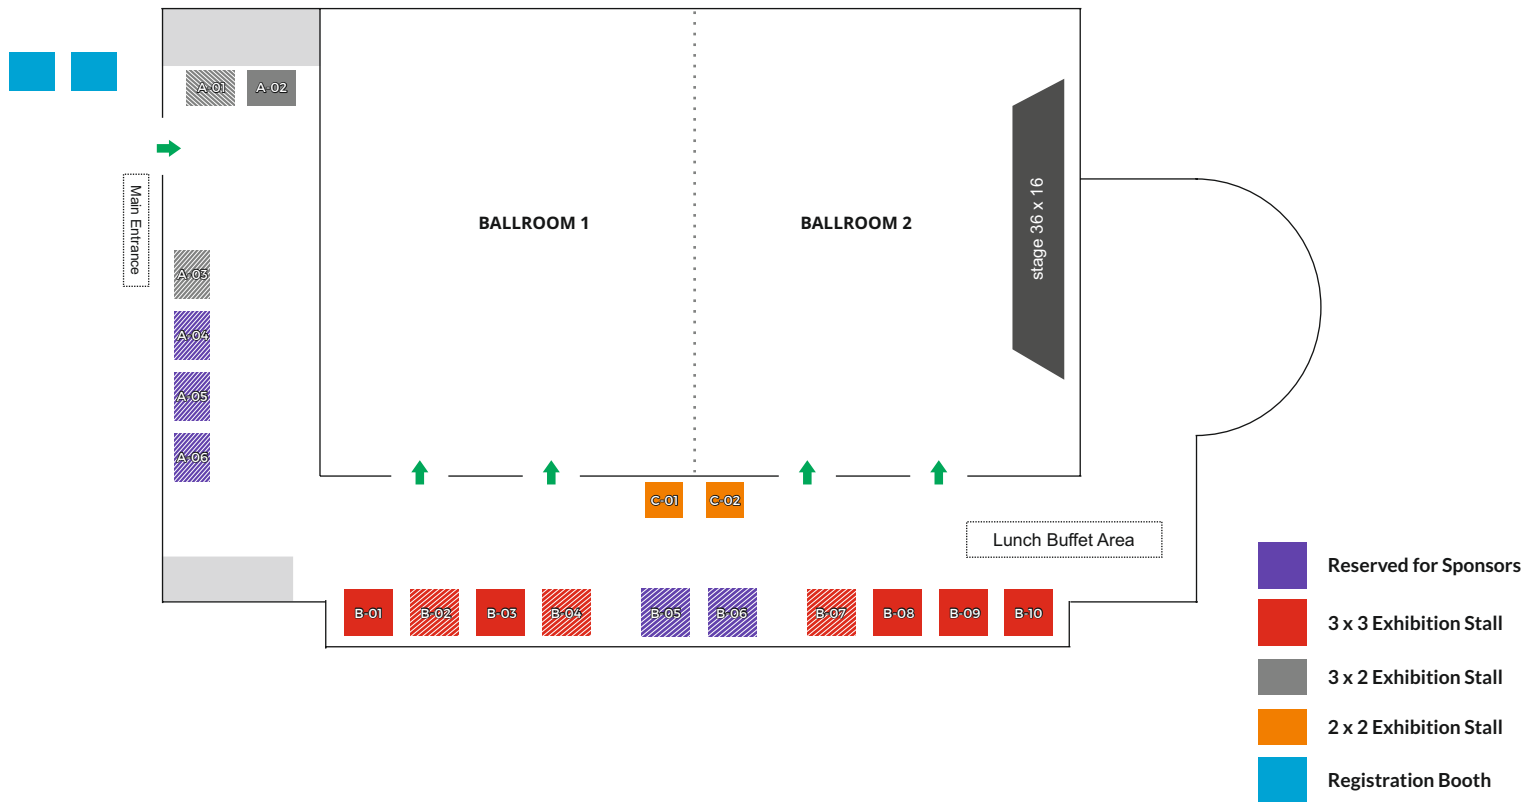 A-01
A-02
Main Entrance
A-03
A-04
A-05
A-06
BALLROOM 1
BALLROOM 2
stage 36 x 16
C-01
C-02
Lunch Buffet Area
B-01
B-02
B-03
B-04
B-05
B-06
B-07
B-08
B-09
B-10
Reserved for Sponsors
3 x 3 Exhibition Stall
3 x 2 Exhibition Stall
2 x 2 Exhibition Stall
Registration Booth